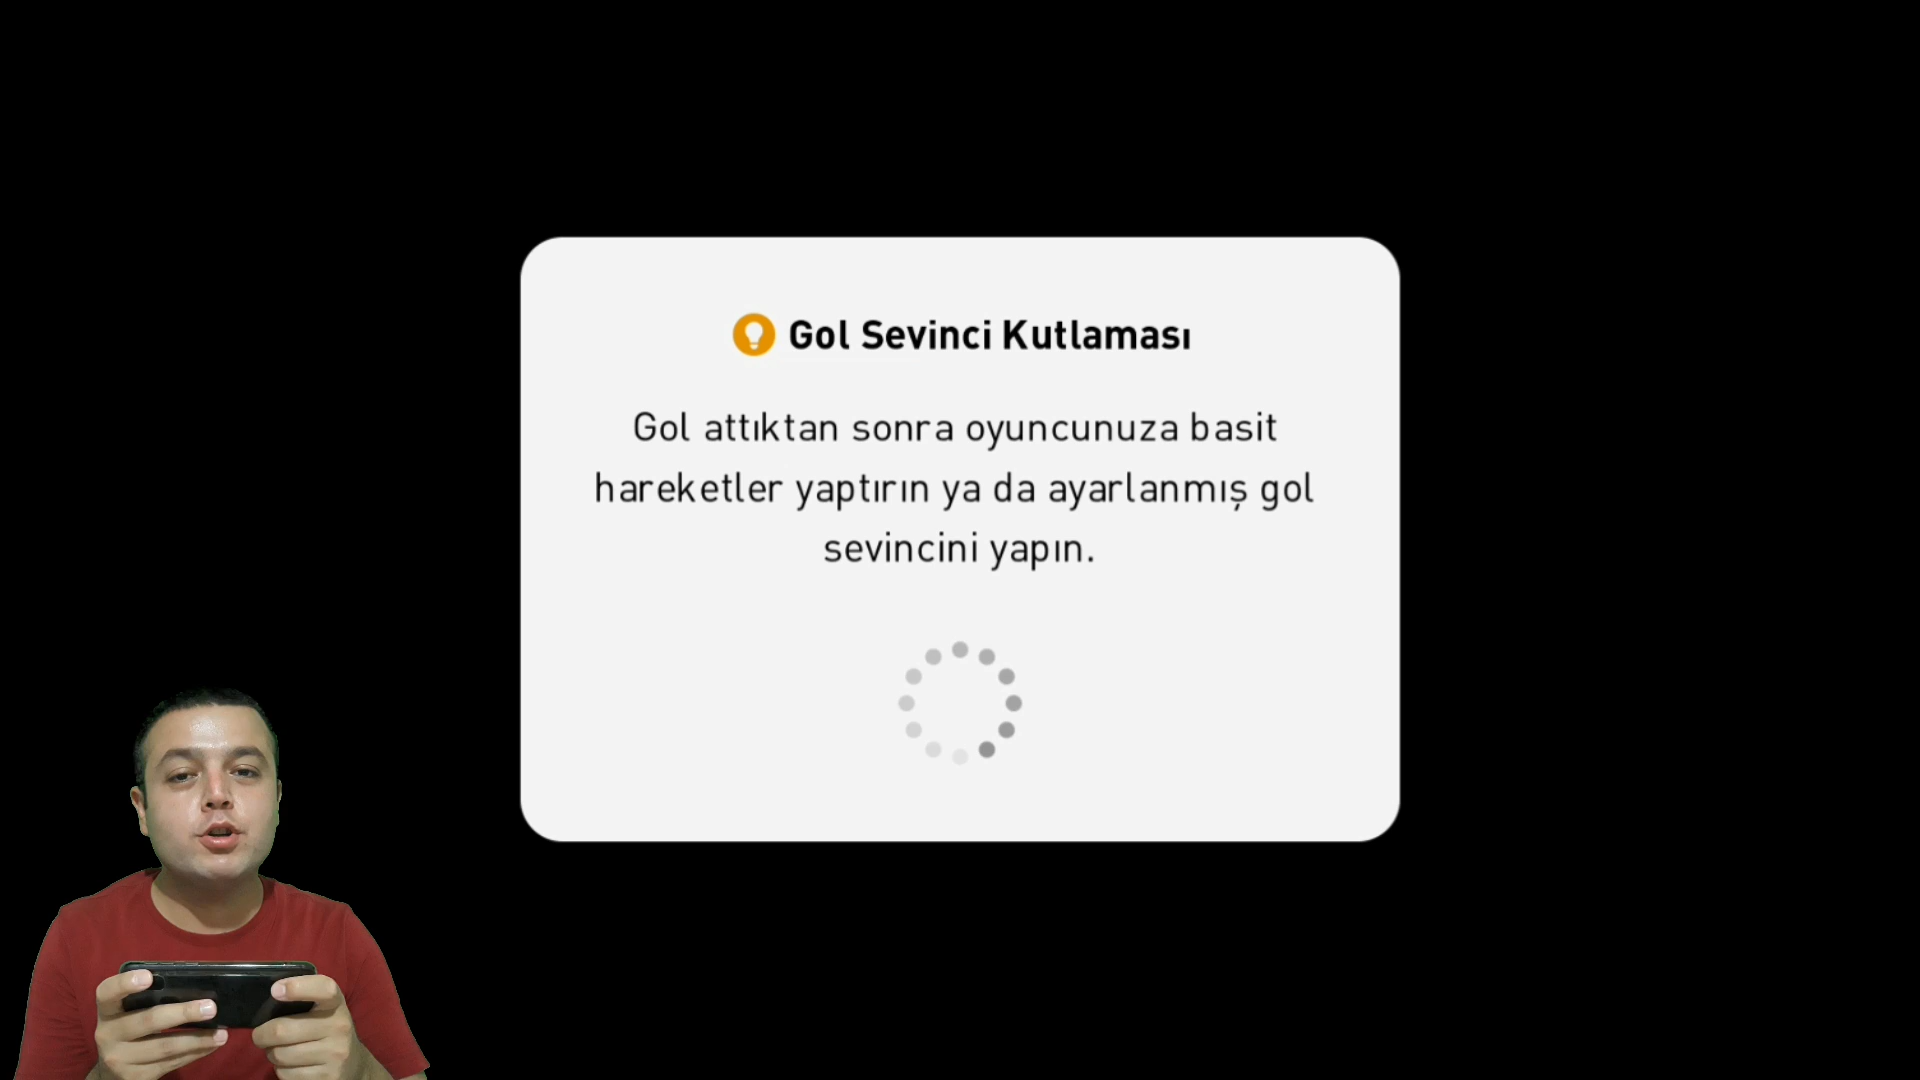 Gol Sevinci Kutlaması
Gol attıktan sonra oyuncunuza basit
hareketler yaptırın ya da ayarlanmış gol
sevincini yapın.